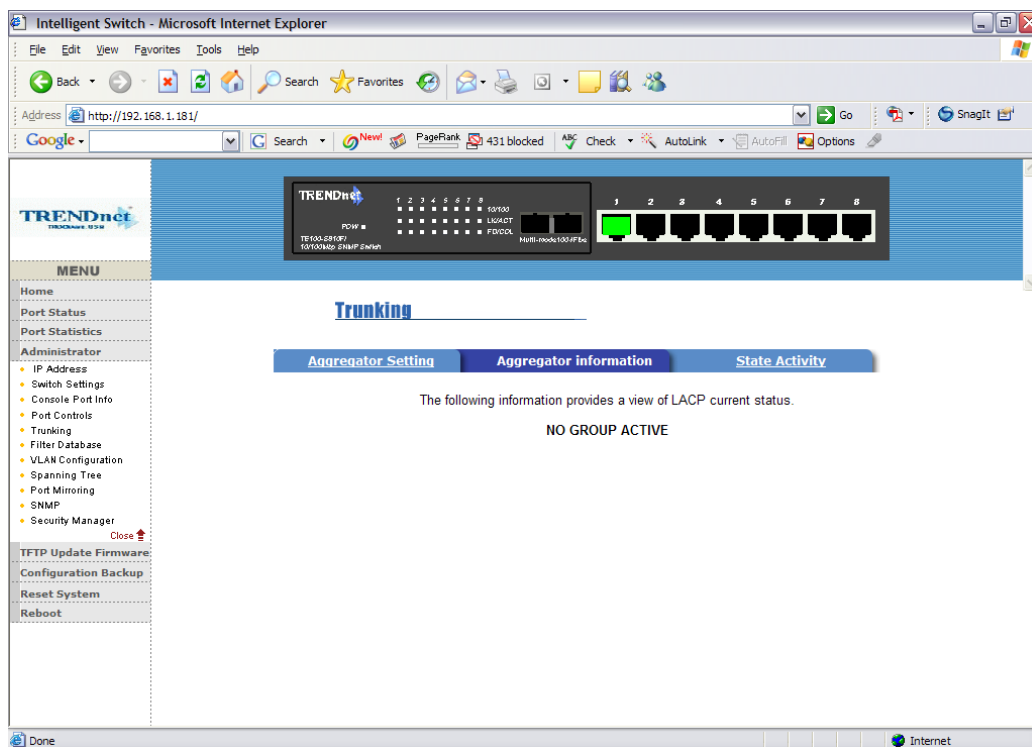 Intelligent Switch - Microsoft Internet Explorer
File Edit View Favorites Tools Help
Back Search Favorites
Address http://192.168.1.181/ Go SnagIt
Google Search New! PageRank 431 blocked ABC Check AutoLink AutoFill Options
TRENDnet
TRENDnet
1 2 3 4 5 6 7 8
10/100
LK/ACT
FD/COL
POW
10/100Mbp SNMP Switch
1 2 3 4 5 6 7 8
MENU
Home
Port Status
Port Statistics
Administrator
IP Address
Switch Settings
Console Port Info
Port Controls
Trunking
Filter Database
VLAN Configuration
Spanning Tree
Port Mirroring
SNMP
Security Manager
Close
TFTP Update Firmware
Configuration Backup
Reset System
Reboot
Trunking
Aggregator Setting Aggregator information State Activity
The following information provides a view of LACP current status.
NO GROUP ACTIVE
Done Internet